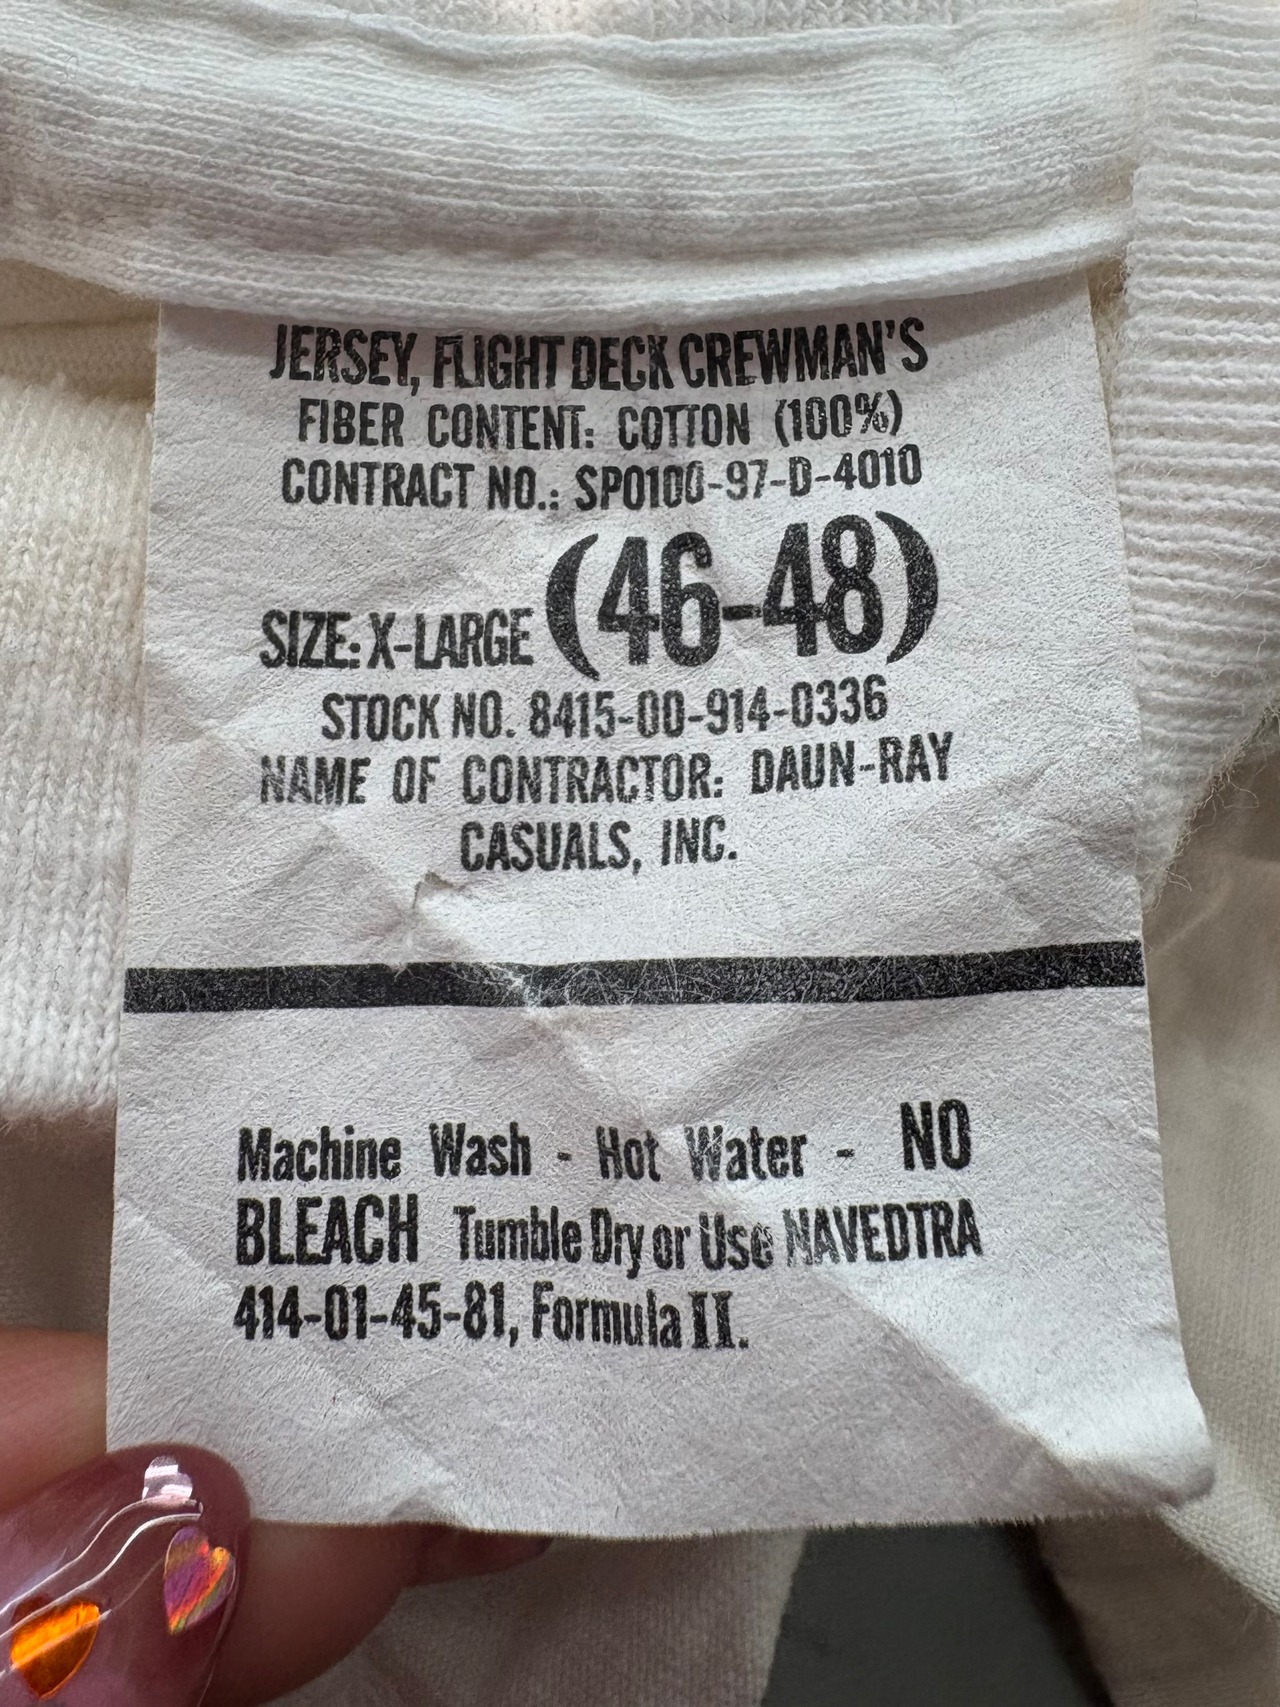 JERSEY, FLIGHT DECK CREWMAN'S
FIBER CONTENT: COTTON (100%)
CONTRACT NO.: SP0100-97-D-4010
SIZE: X-LARGE (46-48)
STOCK NO. 8415-00-914-0336
NAME OF CONTRACTOR: DAUN-RAY
CASUALS, INC.
Machine Wash - Hot Water - NO
BLEACH Tumble Dry or Use NAVEDTRA
414-01-45-81, Formula II.